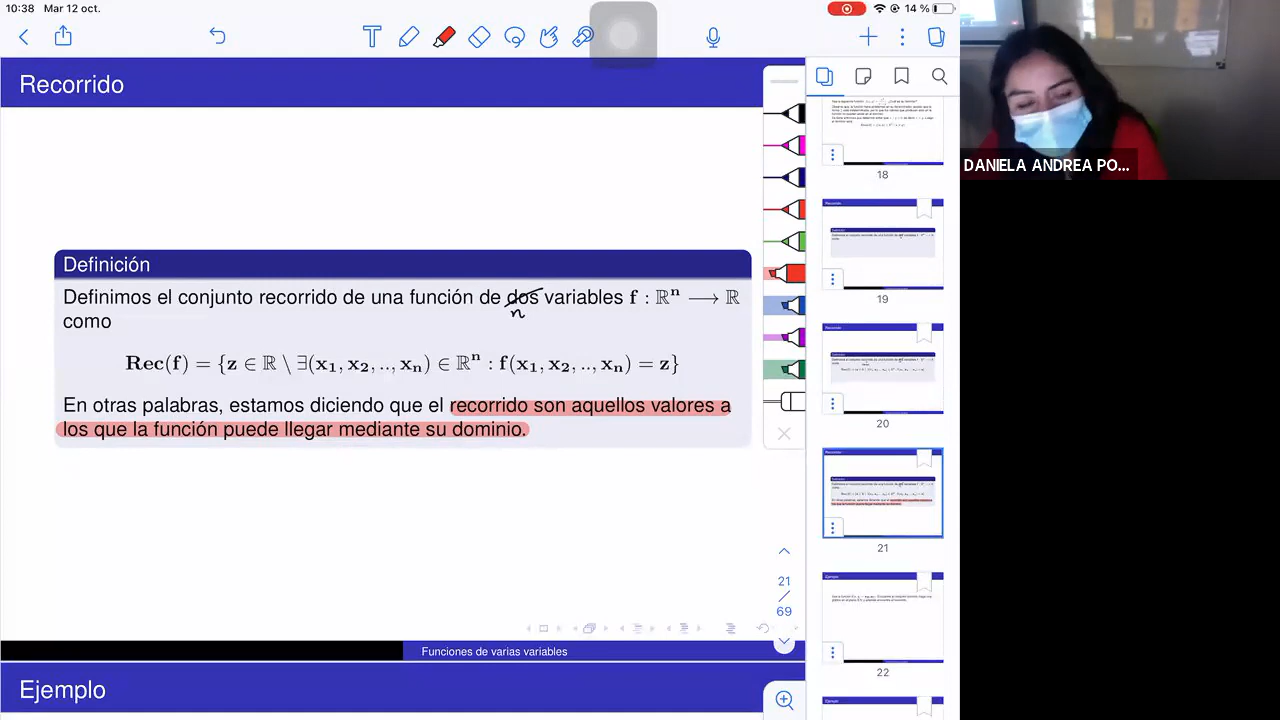 10:38 Mar 12 oct.
14 %
Recorrido
Definición
Definimos el conjunto recorrido de una función de dos variables f : ℝⁿ ⟶ ℝ
n
como
Rec(f) = {z ∈ ℝ \ ∃(x₁, x₂, .., xₙ) ∈ ℝⁿ : f(x₁, x₂, .., xₙ) = z}
En otras palabras, estamos diciendo que el recorrido son aquellos valores a
los que la función puede llegar mediante su dominio.
21
/
69
Funciones de varias variables
Ejemplo
18
19
20
21
22
DANIELA ANDREA PO...